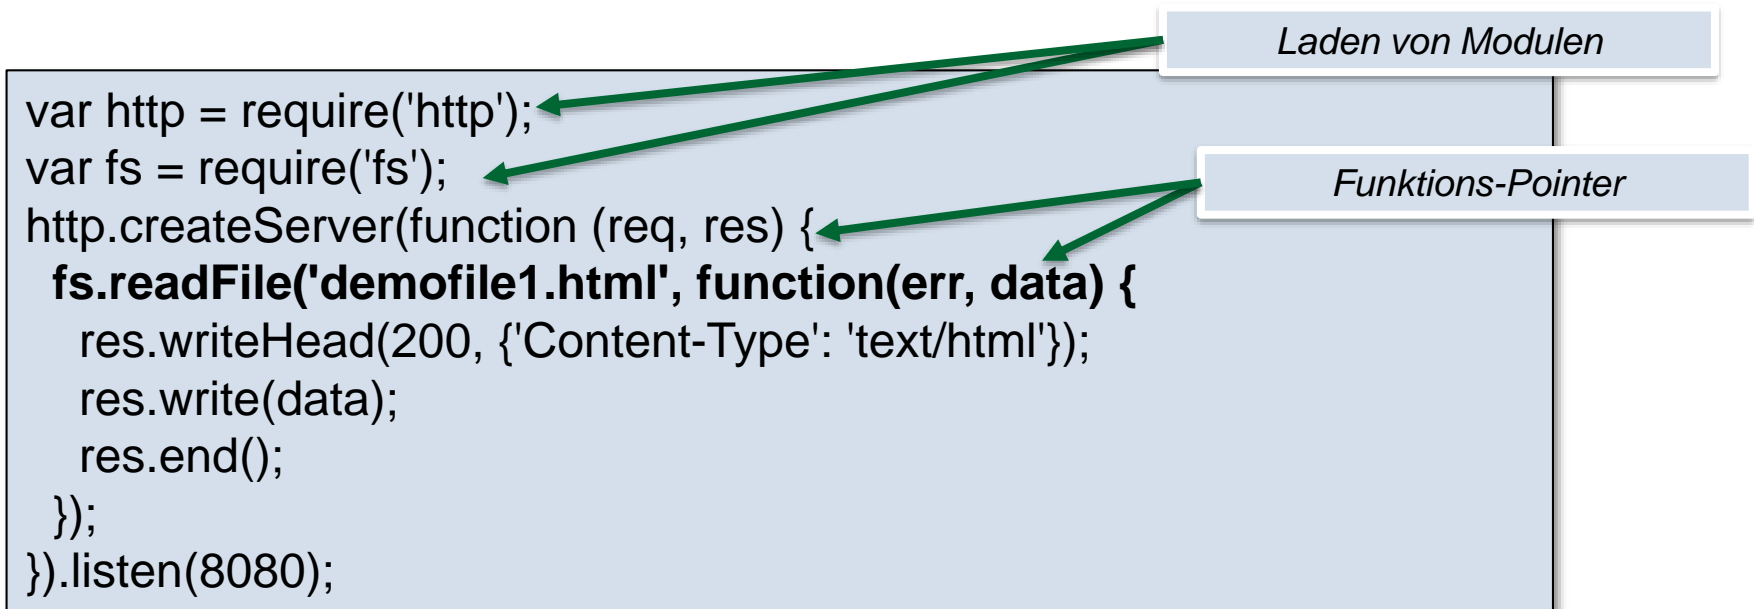 Laden von Modulen
var http = require('http');
var fs = require('fs');
Funktions-Pointer
http.createServer(function (req, res) {
fs.readFile('demofile1.html', function(err, data) {
res.writeHead(200, {'Content-Type': 'text/html'});
res.write(data);
res.end();
});
}).listen(8080);